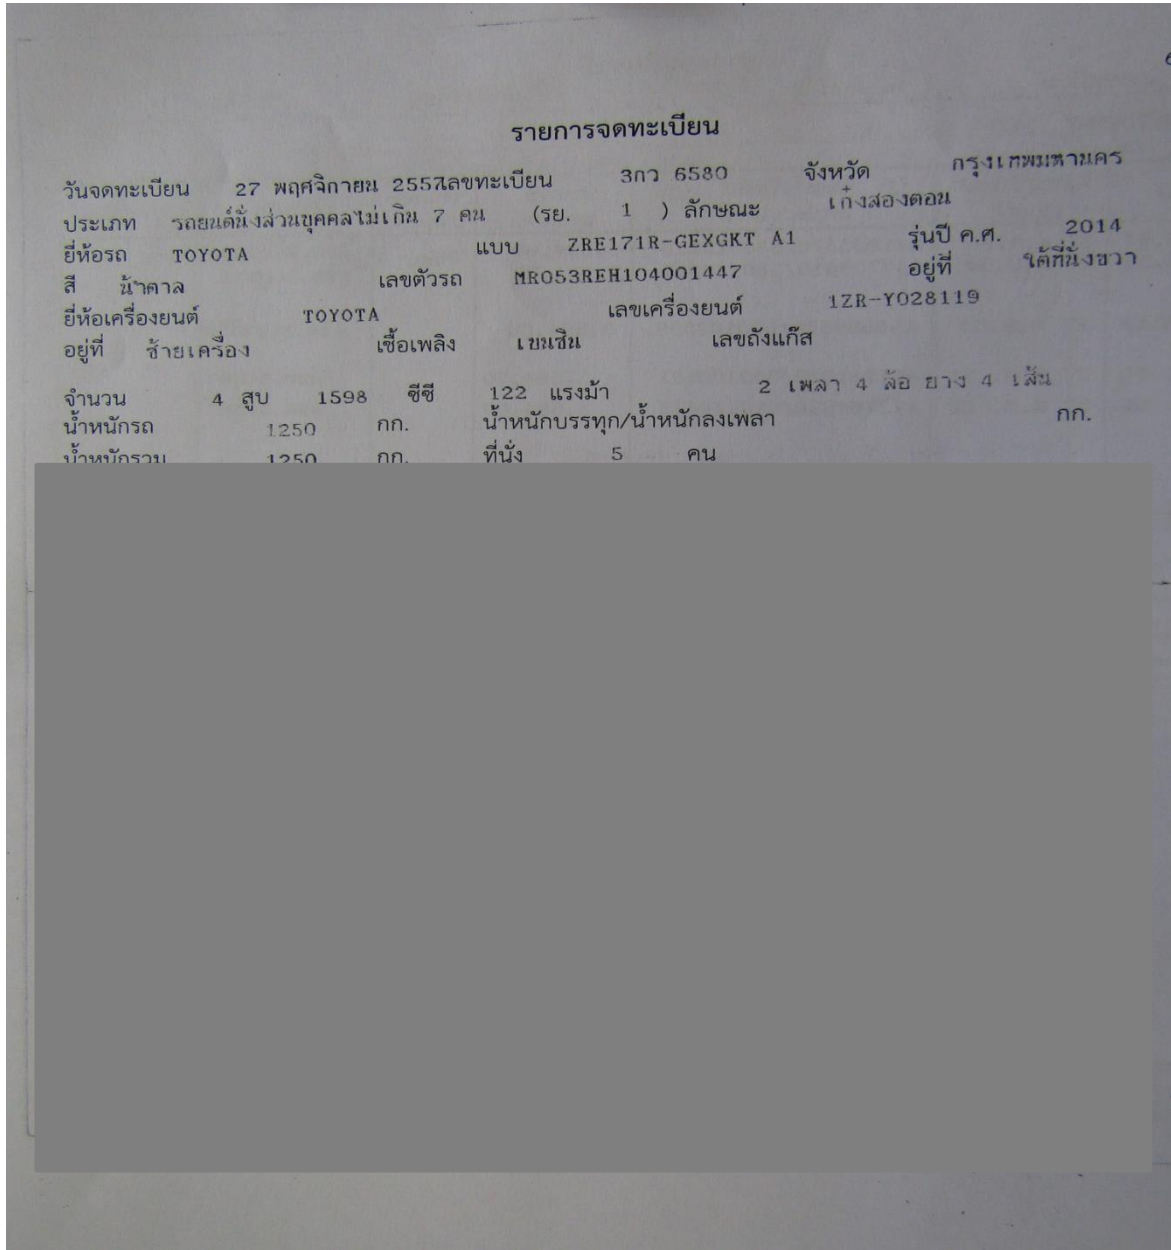 รายการจดทะเบียน
วันจดทะเบียน 27 พฤศจิกายน 2557 เลขทะเบียน 3กว 6580 จังหวัด กรุงเทพมหานคร
ประเภท รถยนต์นั่งส่วนบุคคลไม่เกิน 7 คน (รย. 1 ) ลักษณะ เก๋งสองตอน
ยี่ห้อรถ TOYOTA แบบ ZRE171R-GEXGKT A1 รุ่นปี ค.ศ. 2014
สี น้ำตาล เลขตัวรถ MR053REH104001447 อยู่ที่ ใต้ที่นั่งขวา
ยี่ห้อเครื่องยนต์ TOYOTA เลขเครื่องยนต์ 1ZR-Y028119
อยู่ที่ ซ้ายเครื่อง เชื้อเพลิง เบนซิน เลขถังแก๊ส
จำนวน 4 สูบ 1598 ซีซี 122 แรงม้า 2 เพลา 4 ล้อ ยาง 4 เส้น
น้ำหนักรถ 1250 กก. น้ำหนักบรรทุก/น้ำหนักลงเพลา กก.
น้ำหนักรวม 1250 กก. ที่นั่ง 5 คน